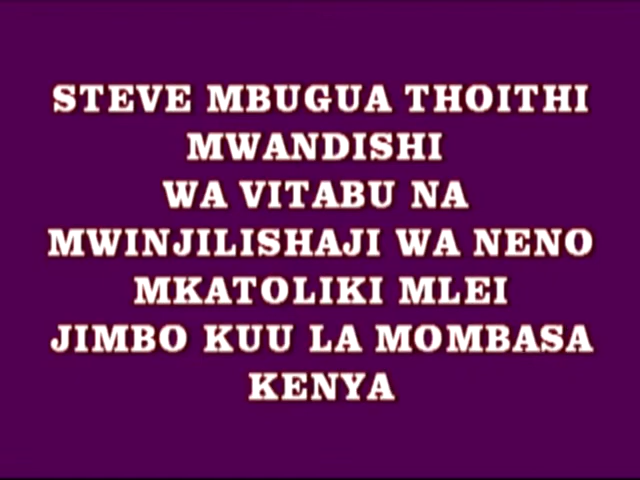 STEVE MBUGUA THOITHI
MWANDISHI
WA VITABU NA
MWINJILISHAJI WA NENO
MKATOLIKI MLEI
JIMBO KUU LA MOMBASA
KENYA